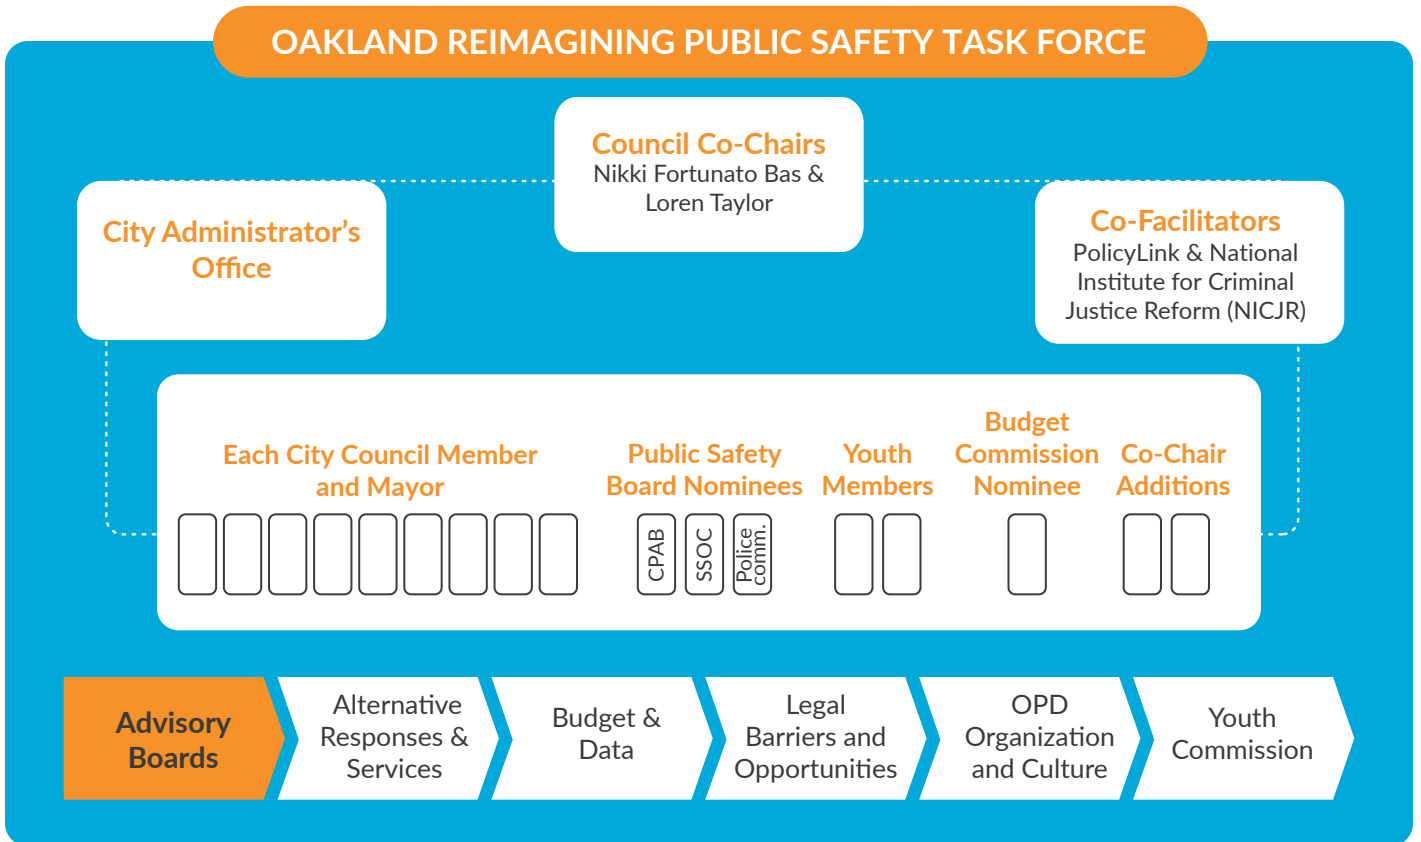 OAKLAND REIMAGINING PUBLIC SAFETY TASK FORCE
Council Co-Chairs
Nikki Fortunato Bas &
Loren Taylor
City Administrator’s
Office
Co-Facilitators
PolicyLink & National
Institute for Criminal
Justice Reform (NICJR)
Each City Council Member
and Mayor
Public Safety
Board Nominees
CPAB
SSOC
Police
comm.
Youth
Members
Budget
Commission
Nominee
Co-Chair
Additions
Advisory
Boards
Alternative
Responses &
Services
Budget &
Data
Legal
Barriers and
Opportunities
OPD
Organization
and Culture
Youth
Commission